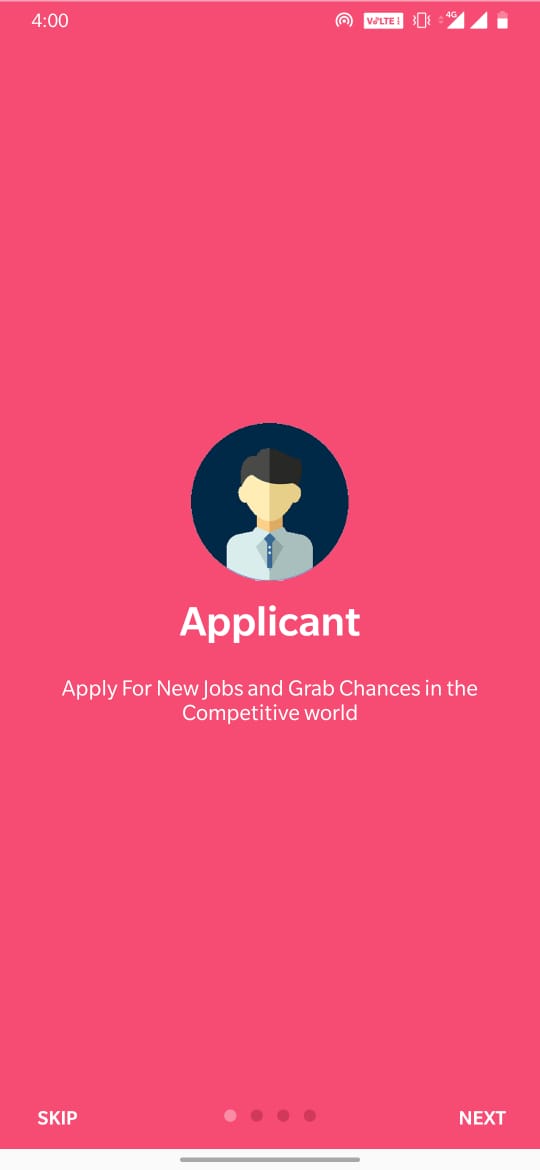 4:00
VoLTE
4G
Applicant
Apply For New Jobs and Grab Chances in the
Competitive world
SKIP
NEXT